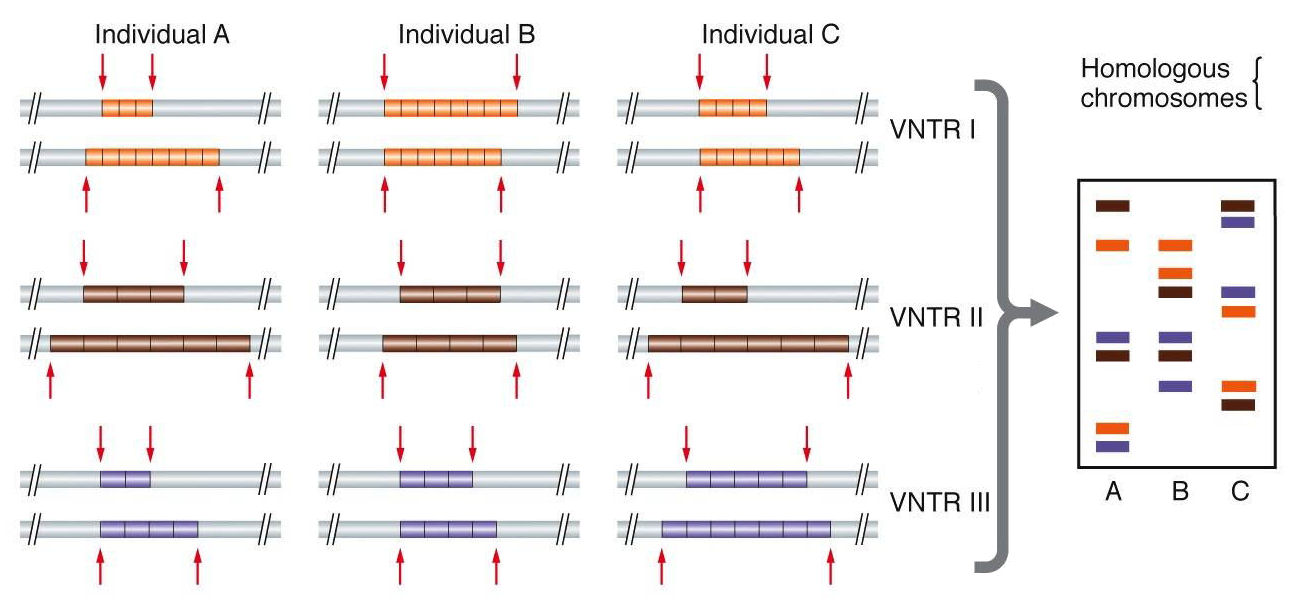 Individual A
Individual B
Individual C
Homologous
chromosomes
VNTR I
VNTR II
VNTR III
A B C